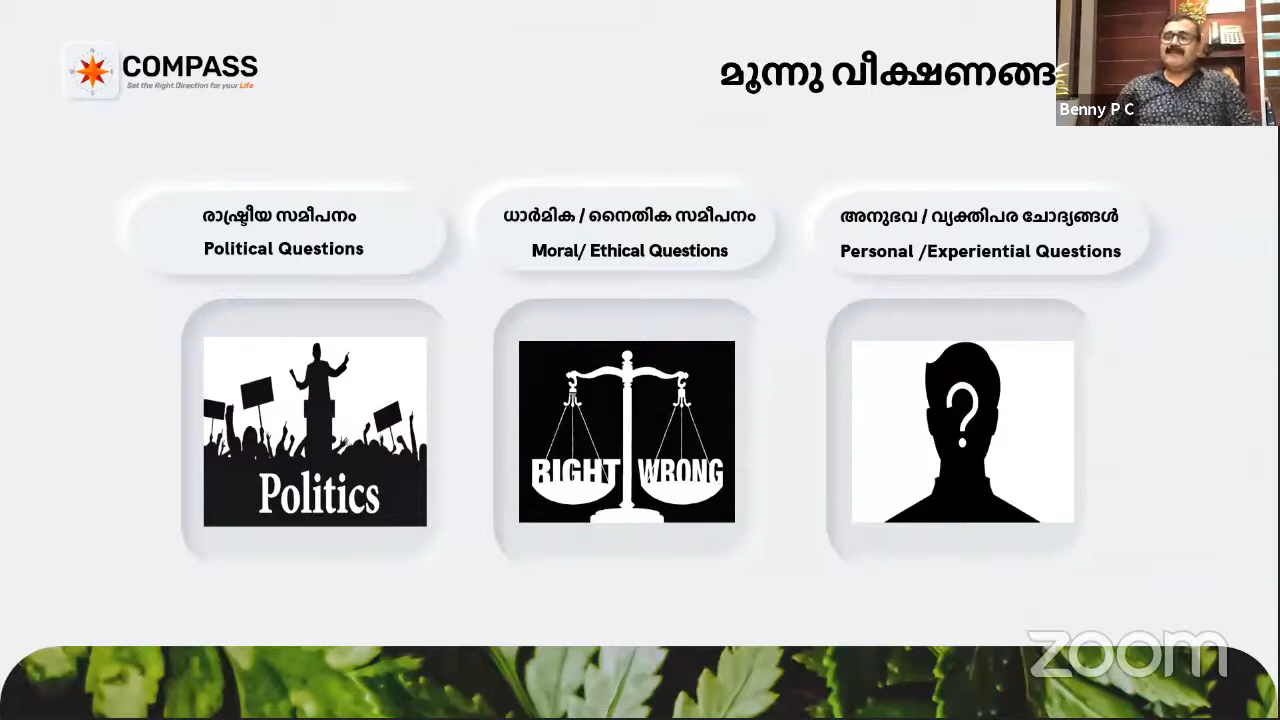 COMPASS
Set the Right Direction for your Life
മൂന്നു
Benny P C
രാഷ്ട്രീയ സമീപനം
Political Questions
ധാർമിക / നൈതിക സമീപനം
Moral/ Ethical Questions
അനുഭവ / വ്യക്തിപര ചോദ്യങ്ങൾ
Personal /Experiential Questions
Politics
RIGHT WRONG
?
zoom